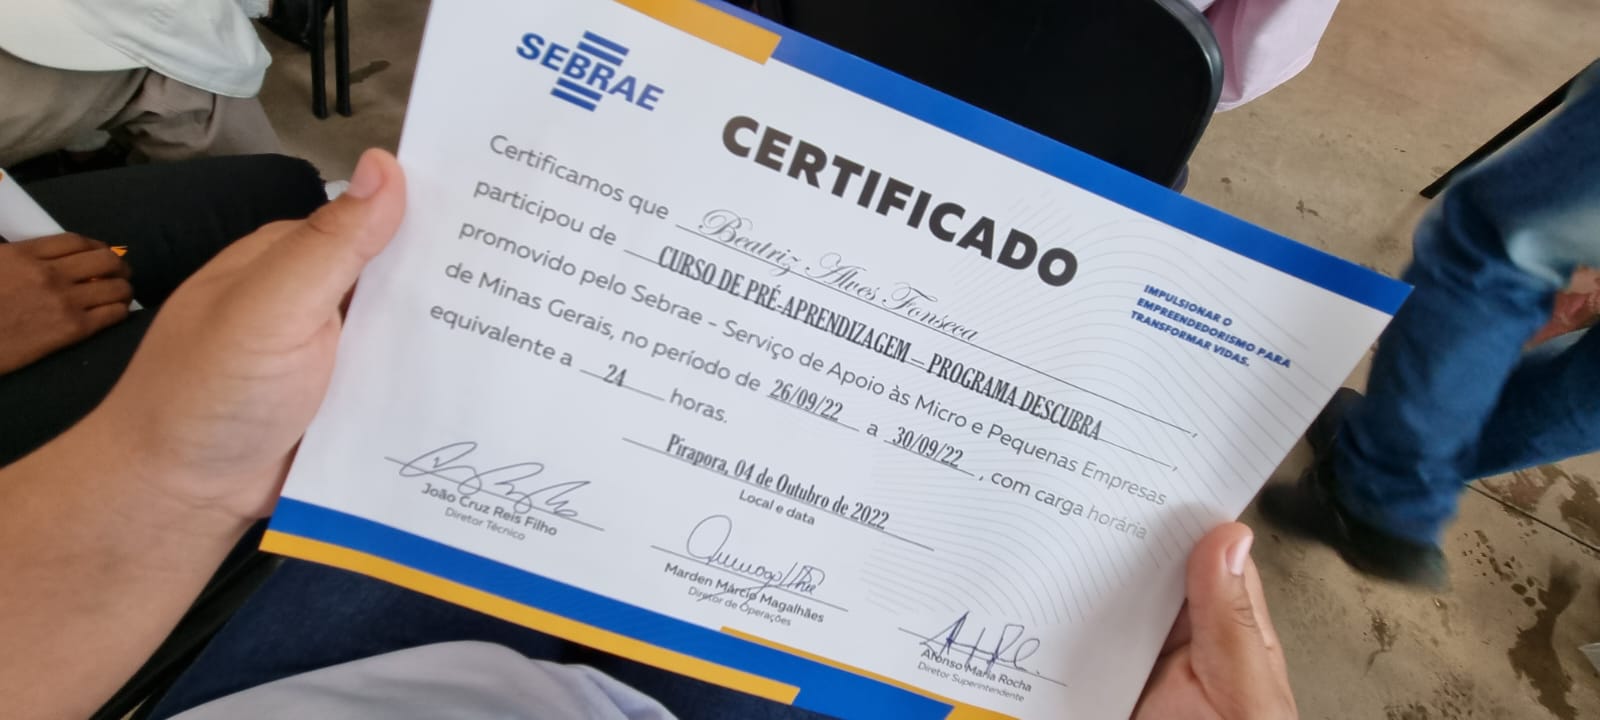 SEBRAE
CERTIFICADO
IMPULSIONAR O
EMPREENDEDORISMO PARA
TRANSFORMAR VIDAS.
Certificamos que Beatriz Alves Fonseca,
participou de CURSO DE PRÉ-APRENDIZAGEM – PROGRAMA DESCUBRA,
promovido pelo Sebrae - Serviço de Apoio às Micro e Pequenas Empresas
de Minas Gerais, no período de 26/09/22 a 30/09/22, com carga horária
equivalente a 24 horas.
Pirapora, 04 de Outubro de 2022
Local e data
João Cruz Reis Filho
Diretor Técnico
Marden Márcio Magalhães
Diretor de Operações
Afonso Maria Rocha
Diretor Superintendente